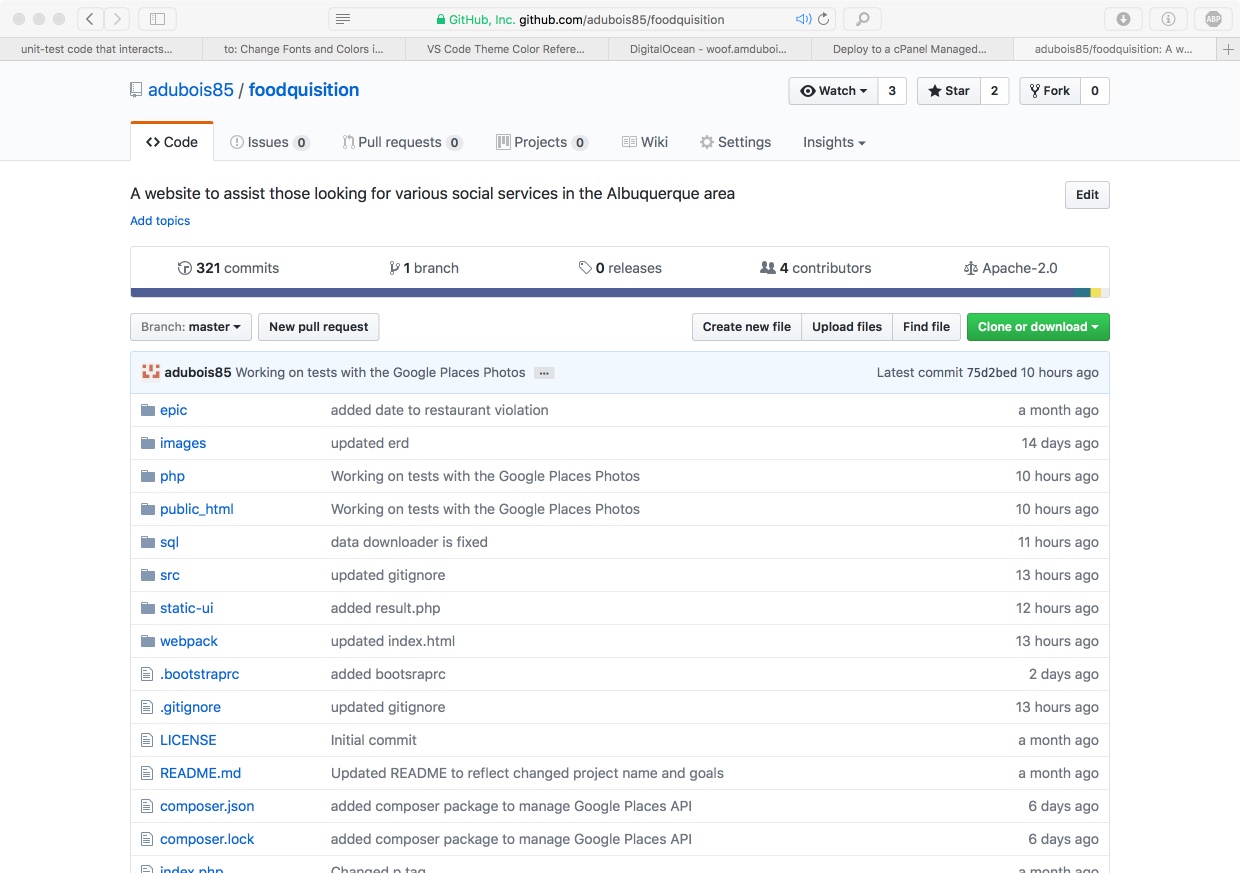 GitHub, Inc. github.com/adubois85/foodquisition
ABP
unit-test code that interacts... to: Change Fonts and Colors i... VS Code Theme Color Refere... DigitalOcean - woof.amduboi... Deploy to a cPanel Managed... adubois85/foodquisition: A w...
adubois85 / foodquisition
Watch 3 Star 2 Fork 0
Code Issues 0 Pull requests 0 Projects 0 Wiki Settings Insights
A website to assist those looking for various social services in the Albuquerque area
Edit
Add topics
321 commits 1 branch 0 releases 4 contributors Apache-2.0
Branch: master New pull request Create new file Upload files Find file Clone or download
adubois85 Working on tests with the Google Places Photos ... Latest commit 75d2bed 10 hours ago
epic added date to restaurant violation a month ago
images updated erd 14 days ago
php Working on tests with the Google Places Photos 10 hours ago
public_html Working on tests with the Google Places Photos 10 hours ago
sql data downloader is fixed 11 hours ago
src updated gitignore 13 hours ago
static-ui added result.php 12 hours ago
webpack updated index.html 13 hours ago
.bootstraprc added bootsraprc 2 days ago
.gitignore updated gitignore 13 hours ago
LICENSE Initial commit a month ago
README.md Updated README to reflect changed project name and goals a month ago
composer.json added composer package to manage Google Places API 6 days ago
composer.lock added composer package to manage Google Places API 6 days ago
index.php Changed p tag a month ago